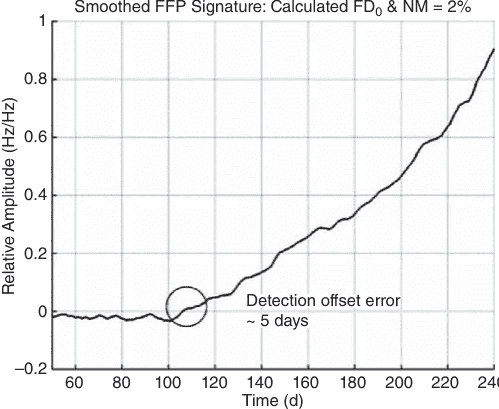 Smoothed FFP Signature: Calculated FD₀ & NM = 2%
Relative Amplitude (Hz/Hz)
1
0.8
0.6
0.4
0.2
0
–0.2
Detection offset error
~ 5 days
60 80 100 120 140 160 180 200 220 240
Time (d)